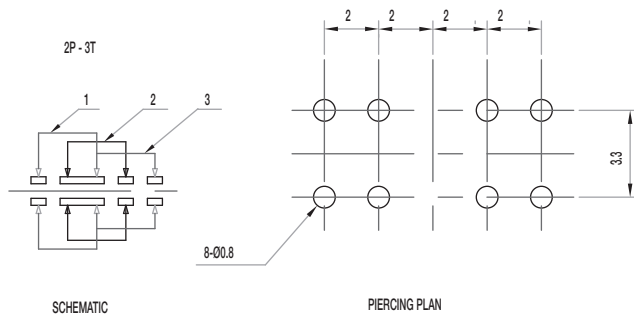 2P - 3T
1 2 3
SCHEMATIC
2 2 2 2
3.3
8-Ø0.8
PIERCING PLAN